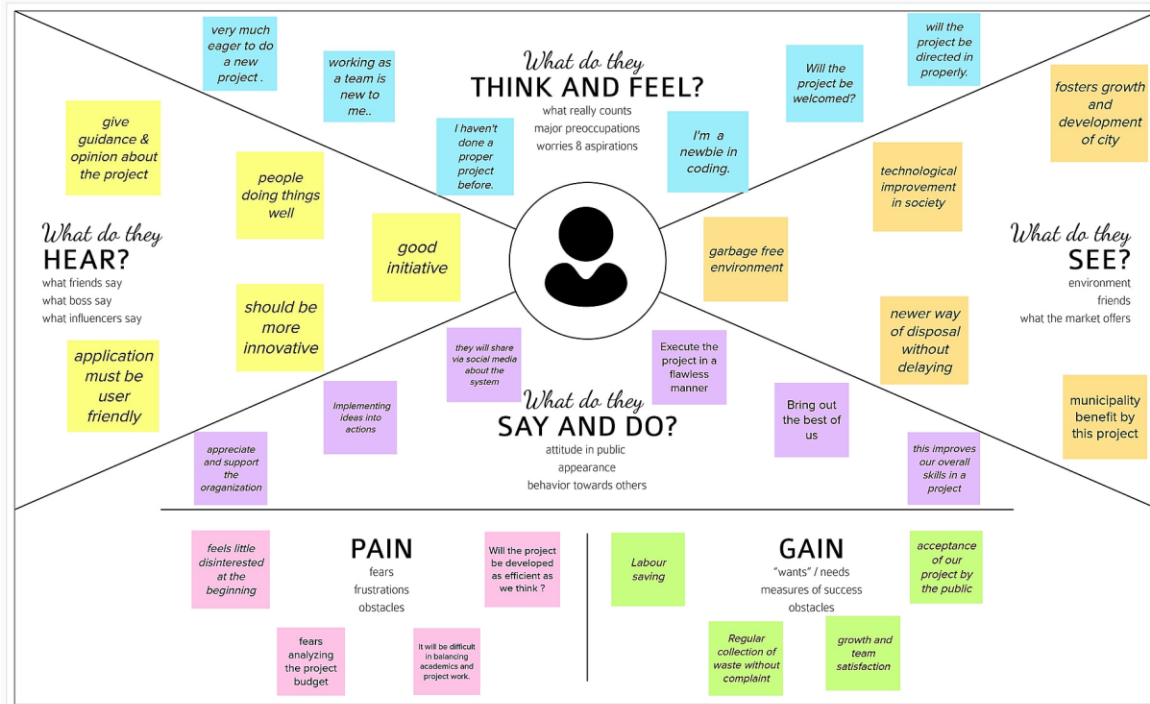 What do they
THINK AND FEEL?
what really counts
major preoccupations
worries & aspirations
very much
eager to do
a new
project .
working as
a team is
new to
me..
I haven't
done a
proper
project
before.
I'm a
newbie in
coding.
Will the
project be
welcomed?
will the
project be
directed in
properly.
What do they
HEAR?
what friends say
what boss say
what influencers say
give
guidance &
opinion about
the project
people
doing things
well
good
initiative
should be
more
innovative
application
must be
user
friendly
What do they
SEE?
environment
friends
what the market offers
fosters growth
and
development
of city
technological
improvement
in society
garbage free
environment
newer way
of disposal
without
delaying
municipality
benefit by
this project
What do they
SAY AND DO?
attitude in public
appearance
behavior towards others
they will share
via social media
about the
system
Implementing
ideas into
actions
appreciate
and support
the
oraganization
Execute the
project in a
flawless
manner
Bring out
the best of
us
this improves
our overall
skills in a
project
PAIN
fears
frustrations
obstacles
feels little
disinterested
at the
beginning
fears
analyzing
the project
budget
It will be difficult
in balancing
academics and
project work.
Will the project
be developed
as efficient as
we think ?
GAIN
"wants" / needs
measures of success
obstacles
Labour
saving
Regular
collection of
waste without
complaint
growth and
team
satisfaction
acceptance
of our
project by
the public